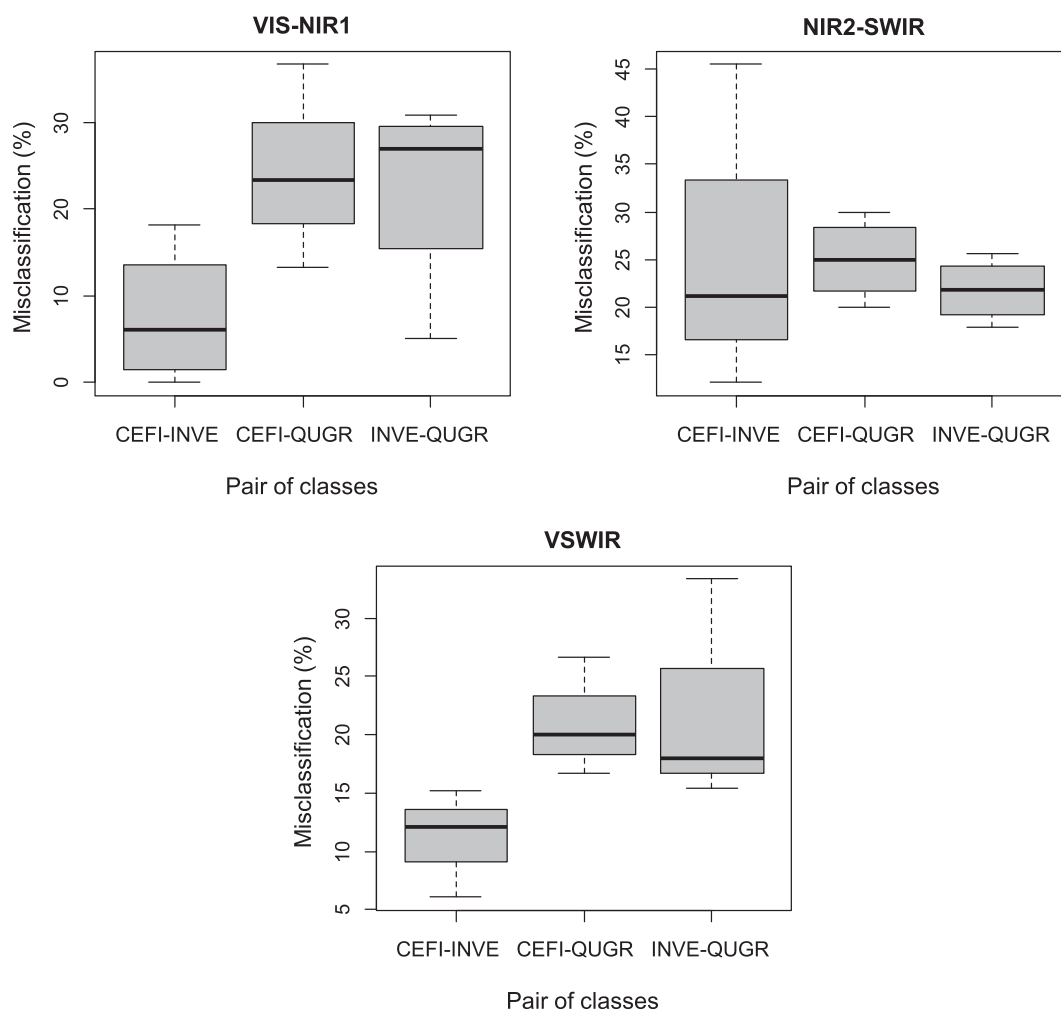 VIS-NIR1
Misclassification (%)
30
20
10
0
CEFI-INVE CEFI-QUGR INVE-QUGR
Pair of classes
NIR2-SWIR
Misclassification (%)
45
40
35
30
25
20
15
CEFI-INVE CEFI-QUGR INVE-QUGR
Pair of classes
VSWIR
Misclassification (%)
30
25
20
15
10
5
CEFI-INVE CEFI-QUGR INVE-QUGR
Pair of classes